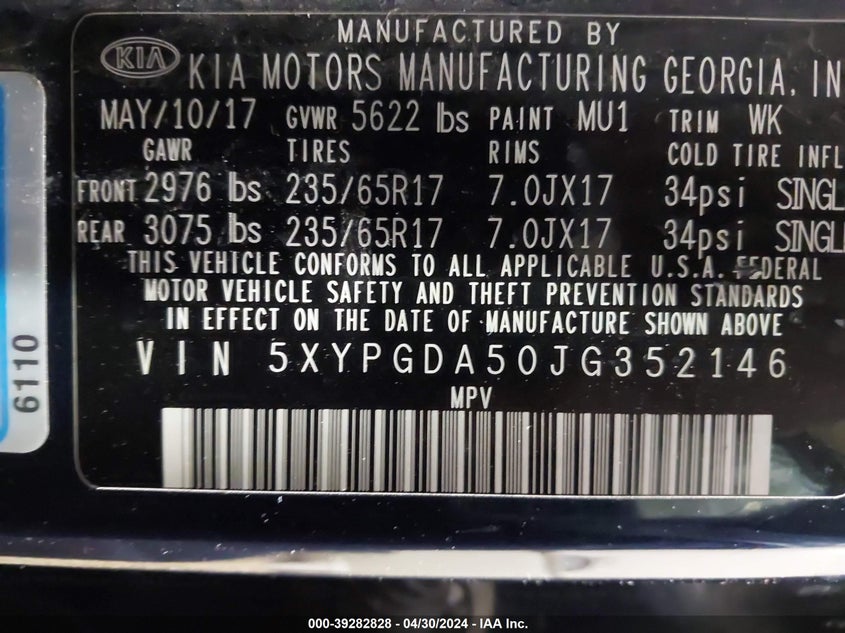 MANUFACTURED BY
KIA KIA MOTORS MANUFACTURING GEORGIA, IN
MAY/10/17 GVWR 5622 lbs PAINT MU1 TRIM WK
GAWR TIRES RIMS COLD TIRE INFL
FRONT 2976 lbs 235/65R17 7.0JX17 34psi SINGL
REAR 3075 lbs 235/65R17 7.0JX17 34psi SINGL
THIS VEHICLE CONFORMS TO ALL APPLICABLE U.S.A. FEDERAL
MOTOR VEHICLE SAFETY AND THEFT PREVENTION STANDARDS
IN EFFECT ON THE DATE OF MANUFACTURE SHOWN ABOVE
VIN 5XYPGDA50JG352146
MPV
6110
000-39282828 - 04/30/2024 - IAA Inc.